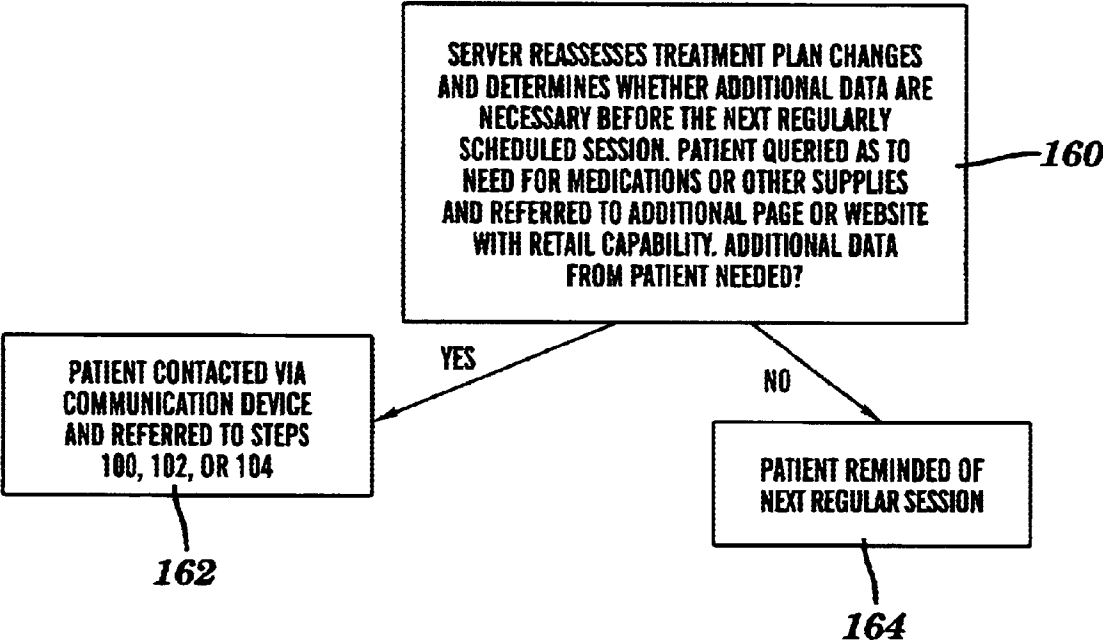 SERVER REASSESSES TREATMENT PLAN CHANGES
AND DETERMINES WHETHER ADDITIONAL DATA ARE
NECESSARY BEFORE THE NEXT REGULARLY
SCHEDULED SESSION. PATIENT QUERIED AS TO
NEED FOR MEDICATIONS OR OTHER SUPPLIES
AND REFERRED TO ADDITIONAL PAGE OR WEBSITE
WITH RETAIL CAPABILITY. ADDITIONAL DATA
FROM PATIENT NEEDED?
160
YES
NO
PATIENT CONTACTED VIA
COMMUNICATION DEVICE
AND REFERRED TO STEPS
100, 102, OR 104
162
PATIENT REMINDED OF
NEXT REGULAR SESSION
164